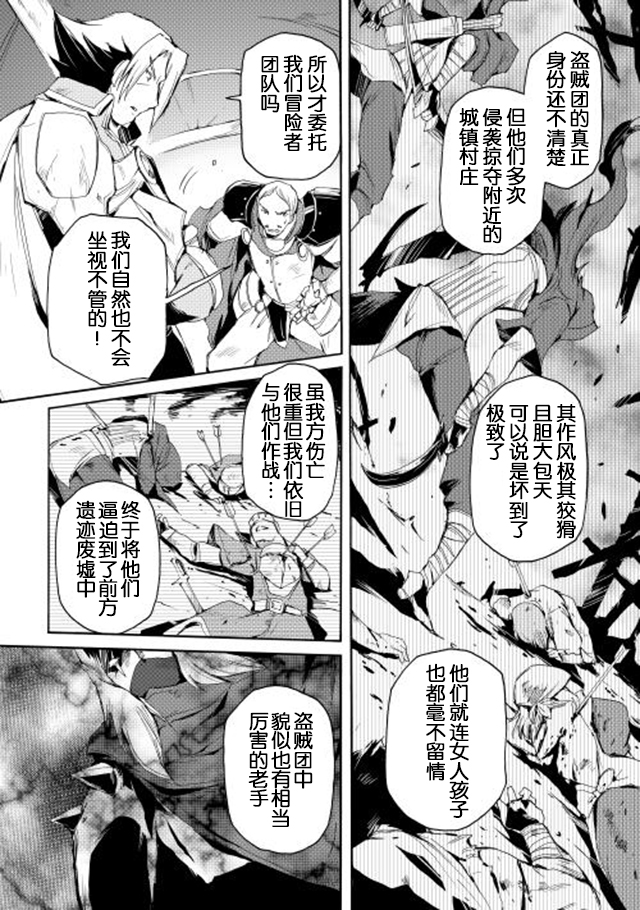 盗贼团的真正
身份还不清楚
但他们多次
侵袭掠夺附近的
城镇村庄
其作风极其狡猾
且胆大包天
可以说是坏到了
极致了
他们就连女人孩子
也都毫不留情
所以才委托
我们冒险者
团队吗
我们自然也不会
坐视不管的！
虽我方伤亡
很重但我们依旧
与他们作战…
终于将他们
逼迫到了前方
遗迹废墟中
盗贼团中
貌似也有相当
厉害的老手